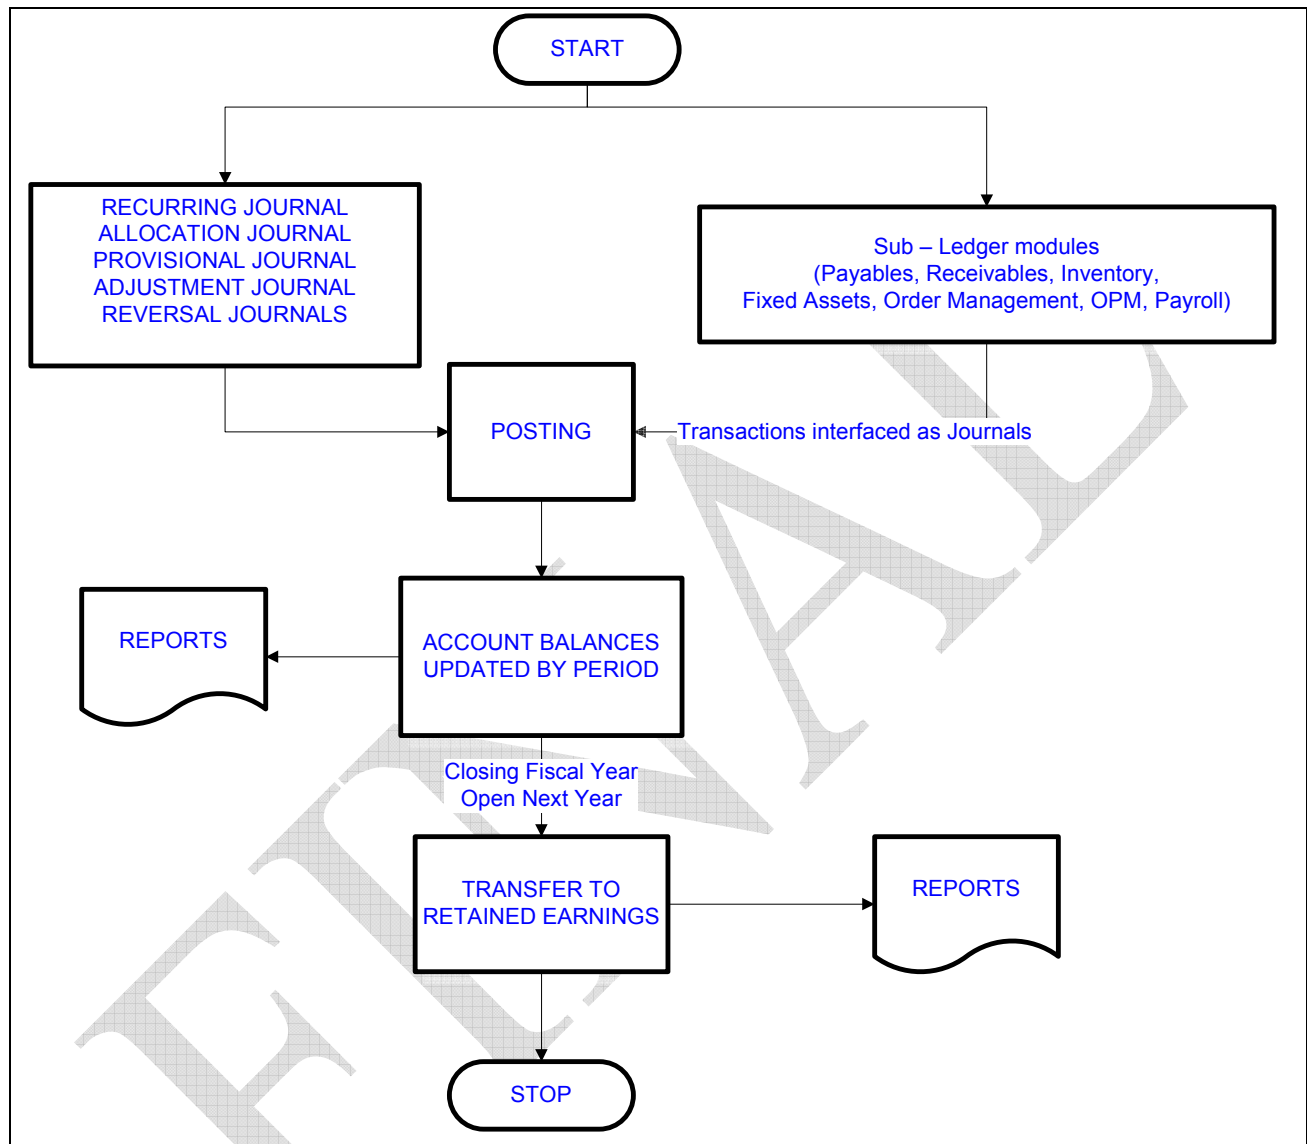 START
RECURRING JOURNAL
ALLOCATION JOURNAL
PROVISIONAL JOURNAL
ADJUSTMENT JOURNAL
REVERSAL JOURNALS
Sub – Ledger modules
(Payables, Receivables, Inventory,
Fixed Assets, Order Management, OPM, Payroll)
POSTING
Transactions interfaced as Journals
REPORTS
ACCOUNT BALANCES
UPDATED BY PERIOD
Closing Fiscal Year
Open Next Year
TRANSFER TO
RETAINED EARNINGS
REPORTS
STOP
FINAL